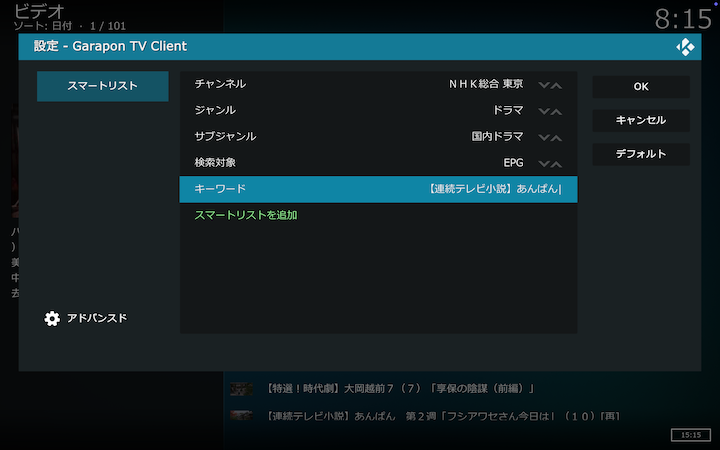 ビデオ
ソート: 日付 · 1 / 101
8:15
設定 - Garapon TV Client
スマートリスト
チャンネル ＮＨＫ総合 東京
ジャンル ドラマ
サブジャンル 国内ドラマ
検索対象 EPG
キーワード 【連続テレビ小説】あんぱん
スマートリストを追加
OK
キャンセル
デフォルト
アドバンスド
【特選！時代劇】大岡越前７（７）「享保の陰謀（前編）」
【連続テレビ小説】あんぱん　第２週「フシアワセさん今日は」（１０）「再］
15:15